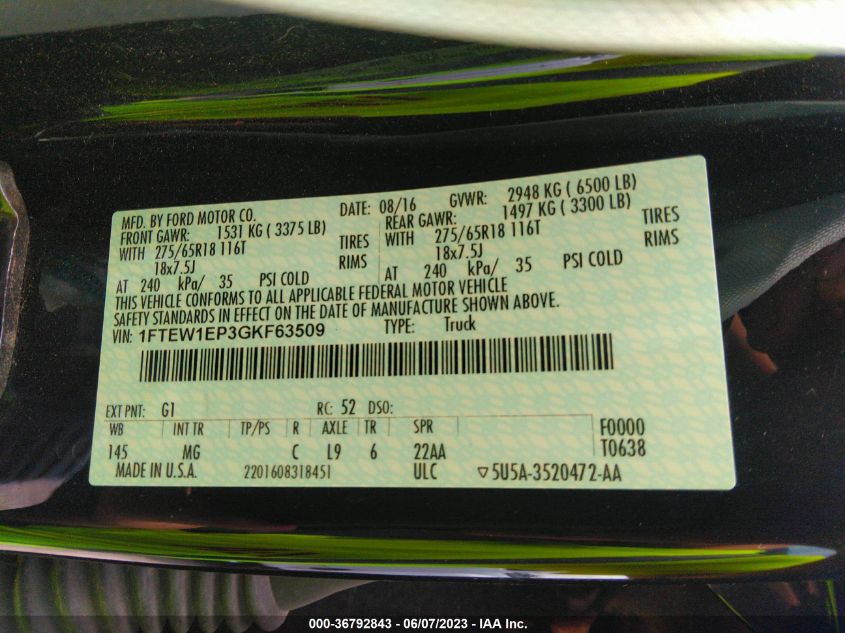 MFD. BY FORD MOTOR CO. DATE: 08/16 GVWR: 2948 KG ( 6500 LB)
FRONT GAWR: 1531 KG ( 3375 LB) REAR GAWR: 1497 KG ( 3300 LB)
WITH 275/65R18 116T TIRES WITH 275/65R18 116T TIRES
18x7.5J RIMS 18x7.5J RIMS
AT 240 kPa/ 35 PSI COLD AT 240 kPa/ 35 PSI COLD
THIS VEHICLE CONFORMS TO ALL APPLICABLE FEDERAL MOTOR VEHICLE
SAFETY STANDARDS IN EFFECT ON THE DATE OF MANUFACTURE SHOWN ABOVE.
VIN: 1FTEW1EP3GKF63509 TYPE: Truck
EXT PNT: G1 RC: 52 DSO:
WB INT TR TP/PS R AXLE TR SPR F0000
145 MG C L9 6 22AA T0638
MADE IN U.S.A. 2201608318451 ULC ▽5U5A-3520472-AA
000-36792843 - 06/07/2023 - IAA Inc.